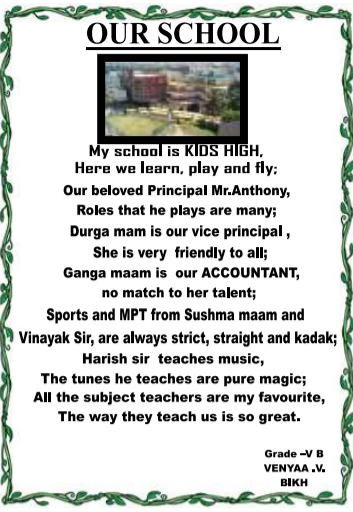 OUR SCHOOL
My school is KIDS HIGH,
Here we learn, play and fly;
Our beloved Principal Mr.Anthony,
Roles that he plays are many;
Durga mam is our vice principal ,
She is very friendly to all;
Ganga maam is our ACCOUNTANT,
no match to her talent;
Sports and MPT from Sushma maam and
Vinayak Sir, are always strict, straight and kadak;
Harish sir teaches music,
The tunes he teaches are pure magic;
All the subject teachers are my favourite,
The way they teach us is so great.
Grade –V B
VENYAA .V.
BIKH